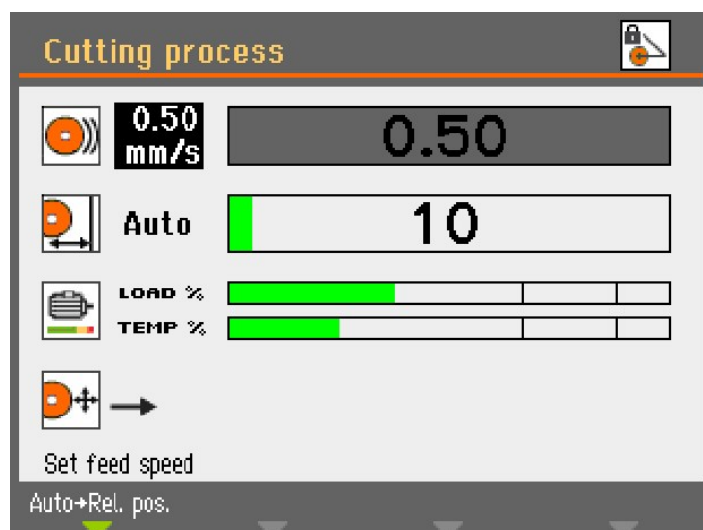 Cutting process
0.50
mm/s
0.50
Auto
10
LOAD %
TEMP %
Set feed speed
Auto→Rel. pos.